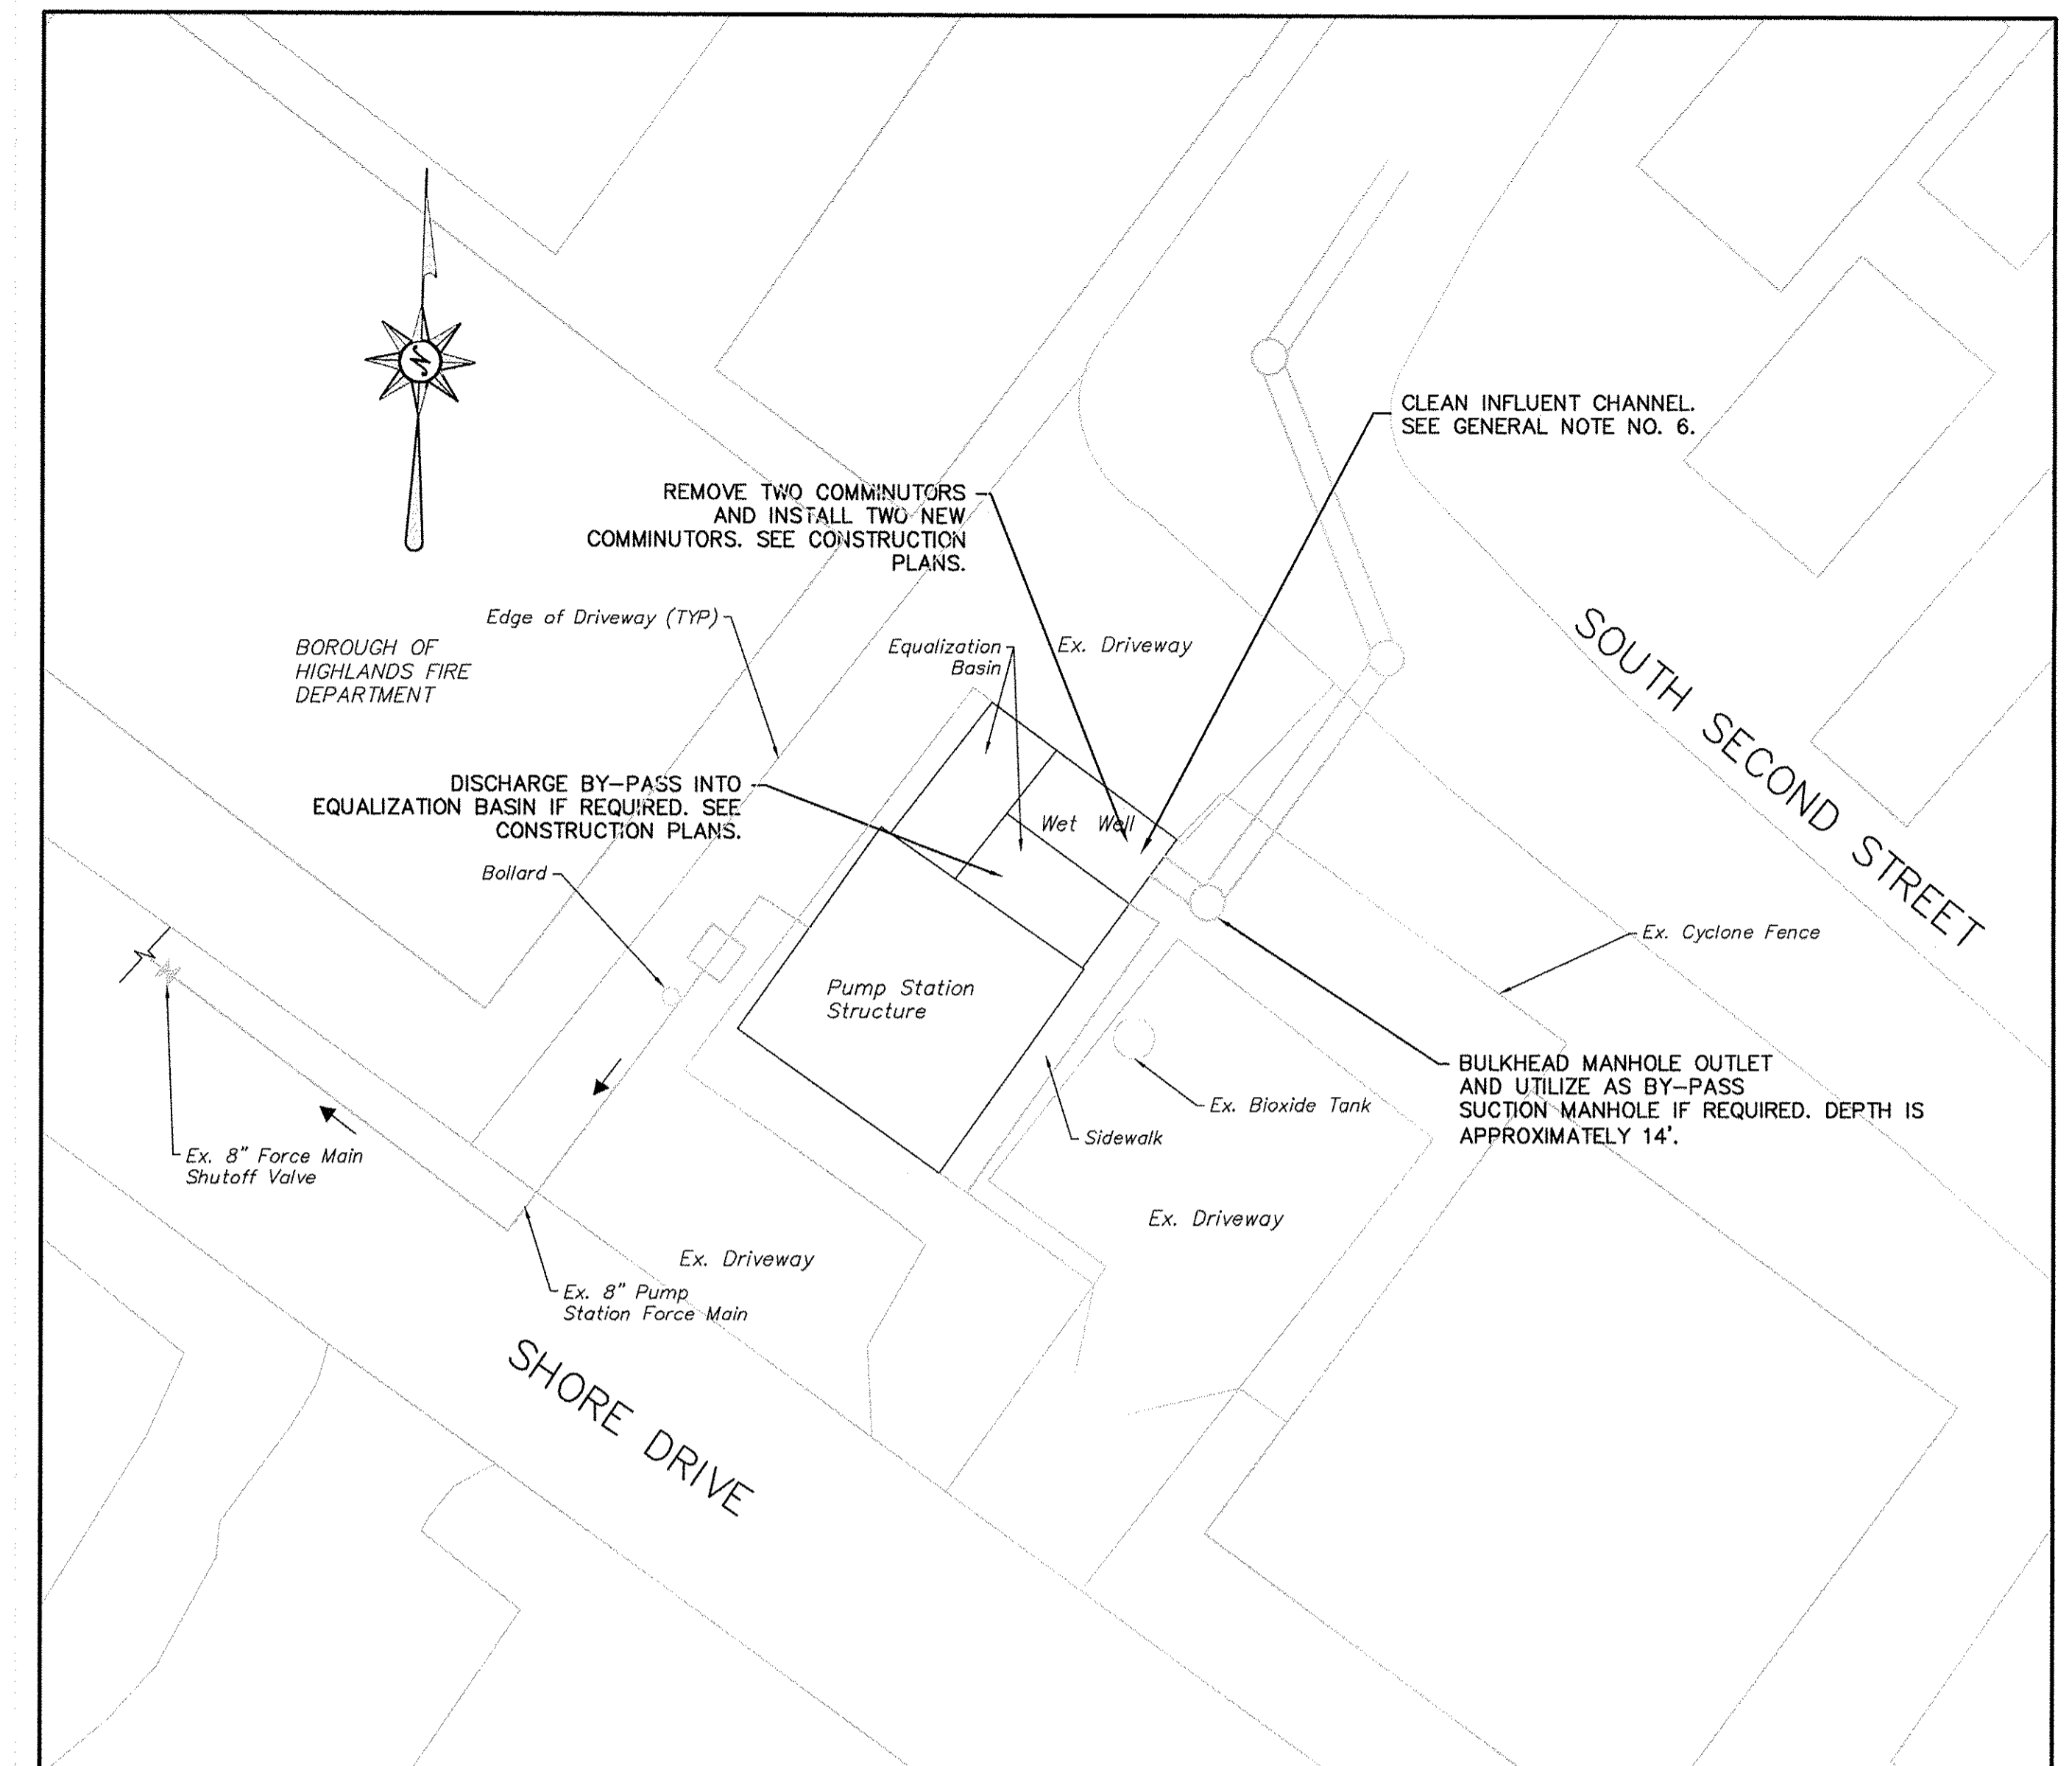 N
CLEAN INFLUENT CHANNEL.
SEE GENERAL NOTE NO. 6.
REMOVE TWO COMMINUTORS
AND INSTALL TWO NEW
COMMINUTORS. SEE CONSTRUCTION
PLANS.
Edge of Driveway (TYP)
BOROUGH OF
HIGHLANDS FIRE
DEPARTMENT
Equalization
Basin
Ex. Driveway
SOUTH SECOND STREET
DISCHARGE BY-PASS INTO
EQUALIZATION BASIN IF REQUIRED. SEE
CONSTRUCTION PLANS.
Wet Well
Bollard
Ex. Cyclone Fence
Pump Station
Structure
BULKHEAD MANHOLE OUTLET
AND UTILIZE AS BY-PASS
SUCTION MANHOLE IF REQUIRED. DEPTH IS
APPROXIMATELY 14'.
Ex. Bioxide Tank
Sidewalk
Ex. 8" Force Main
Shutoff Valve
Ex. Driveway
Ex. Driveway
Ex. 8" Pump
Station Force Main
SHORE DRIVE